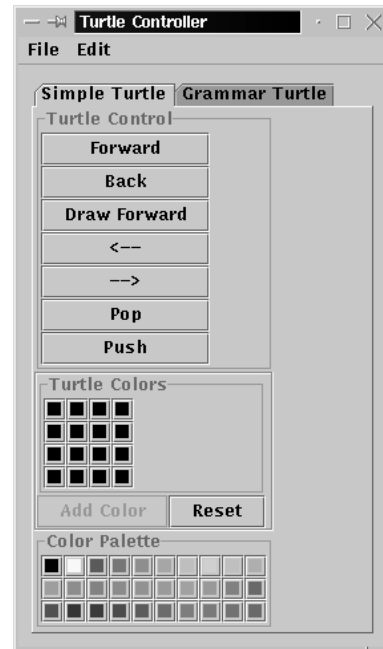 Turtle Controller
File Edit
Simple Turtle Grammar Turtle
Turtle Control
Forward
Back
Draw Forward
<--
-->
Pop
Push
Turtle Colors
Add Color Reset
Color Palette